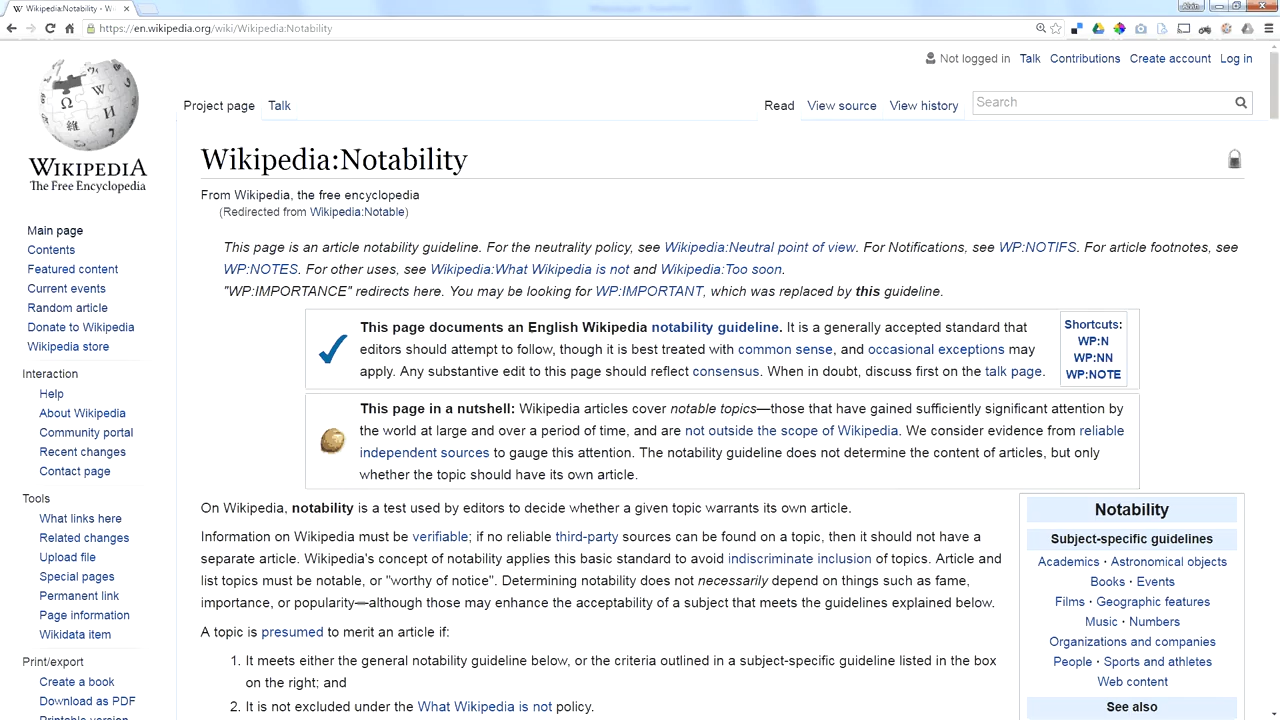 Wikipedia:Notability - Wi
Alvin
https://en.wikipedia.org/wiki/Wikipedia:Notability
Not logged in Talk Contributions Create account Log in
Project page Talk Read View source View history Search
WIKIPEDIA
The Free Encyclopedia
Wikipedia:Notability
From Wikipedia, the free encyclopedia
(Redirected from Wikipedia:Notable)
This page is an article notability guideline. For the neutrality policy, see Wikipedia:Neutral point of view. For Notifications, see WP:NOTIFS. For article footnotes, see
WP:NOTES. For other uses, see Wikipedia:What Wikipedia is not and Wikipedia:Too soon.
"WP:IMPORTANCE" redirects here. You may be looking for WP:IMPORTANT, which was replaced by this guideline.
This page documents an English Wikipedia notability guideline. It is a generally accepted standard that
editors should attempt to follow, though it is best treated with common sense, and occasional exceptions may
apply. Any substantive edit to this page should reflect consensus. When in doubt, discuss first on the talk page.
Shortcuts:
WP:N
WP:NN
WP:NOTE
This page in a nutshell: Wikipedia articles cover notable topics—those that have gained sufficiently significant attention by
the world at large and over a period of time, and are not outside the scope of Wikipedia. We consider evidence from reliable
independent sources to gauge this attention. The notability guideline does not determine the content of articles, but only
whether the topic should have its own article.
On Wikipedia, notability is a test used by editors to decide whether a given topic warrants its own article.
Information on Wikipedia must be verifiable; if no reliable third-party sources can be found on a topic, then it should not have a
separate article. Wikipedia's concept of notability applies this basic standard to avoid indiscriminate inclusion of topics. Article and
list topics must be notable, or "worthy of notice". Determining notability does not necessarily depend on things such as fame,
importance, or popularity—although those may enhance the acceptability of a subject that meets the guidelines explained below.
A topic is presumed to merit an article if:
1. It meets either the general notability guideline below, or the criteria outlined in a subject-specific guideline listed in the box
on the right; and
2. It is not excluded under the What Wikipedia is not policy.
Notability
Subject-specific guidelines
Academics · Astronomical objects
Books · Events
Films · Geographic features
Music · Numbers
Organizations and companies
People · Sports and athletes
Web content
See also
Main page
Contents
Featured content
Current events
Random article
Donate to Wikipedia
Wikipedia store
Interaction
Help
About Wikipedia
Community portal
Recent changes
Contact page
Tools
What links here
Related changes
Upload file
Special pages
Permanent link
Page information
Wikidata item
Print/export
Create a book
Download as PDF
Printable version